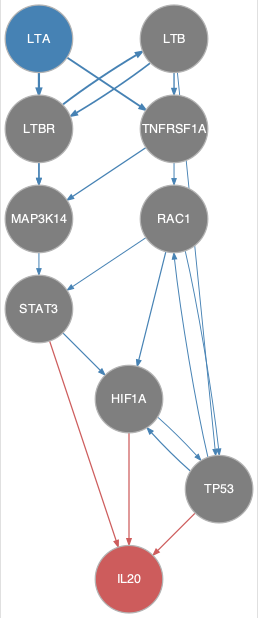 LTA
LTB
LTBR
TNFRSF1A
MAP3K14
RAC1
STAT3
HIF1A
TP53
IL20